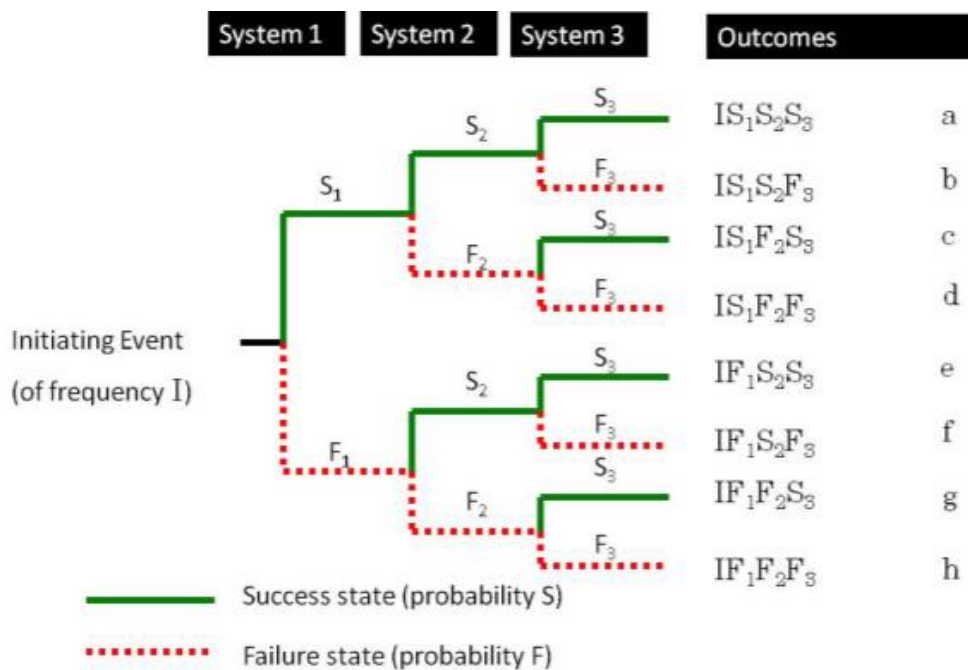 System 1 System 2 System 3 Outcomes
S₃ IS₁S₂S₃ a
S₂
F₃ IS₁S₂F₃ b
S₁
S₃ IS₁F₂S₃ c
F₂
F₃ IS₁F₂F₃ d
Initiating Event
(of frequency I)
S₃ IF₁S₂S₃ e
S₂
F₃ IF₁S₂F₃ f
F₁
S₃ IF₁F₂S₃ g
F₂
F₃ IF₁F₂F₃ h
Success state (probability S)
Failure state (probability F)